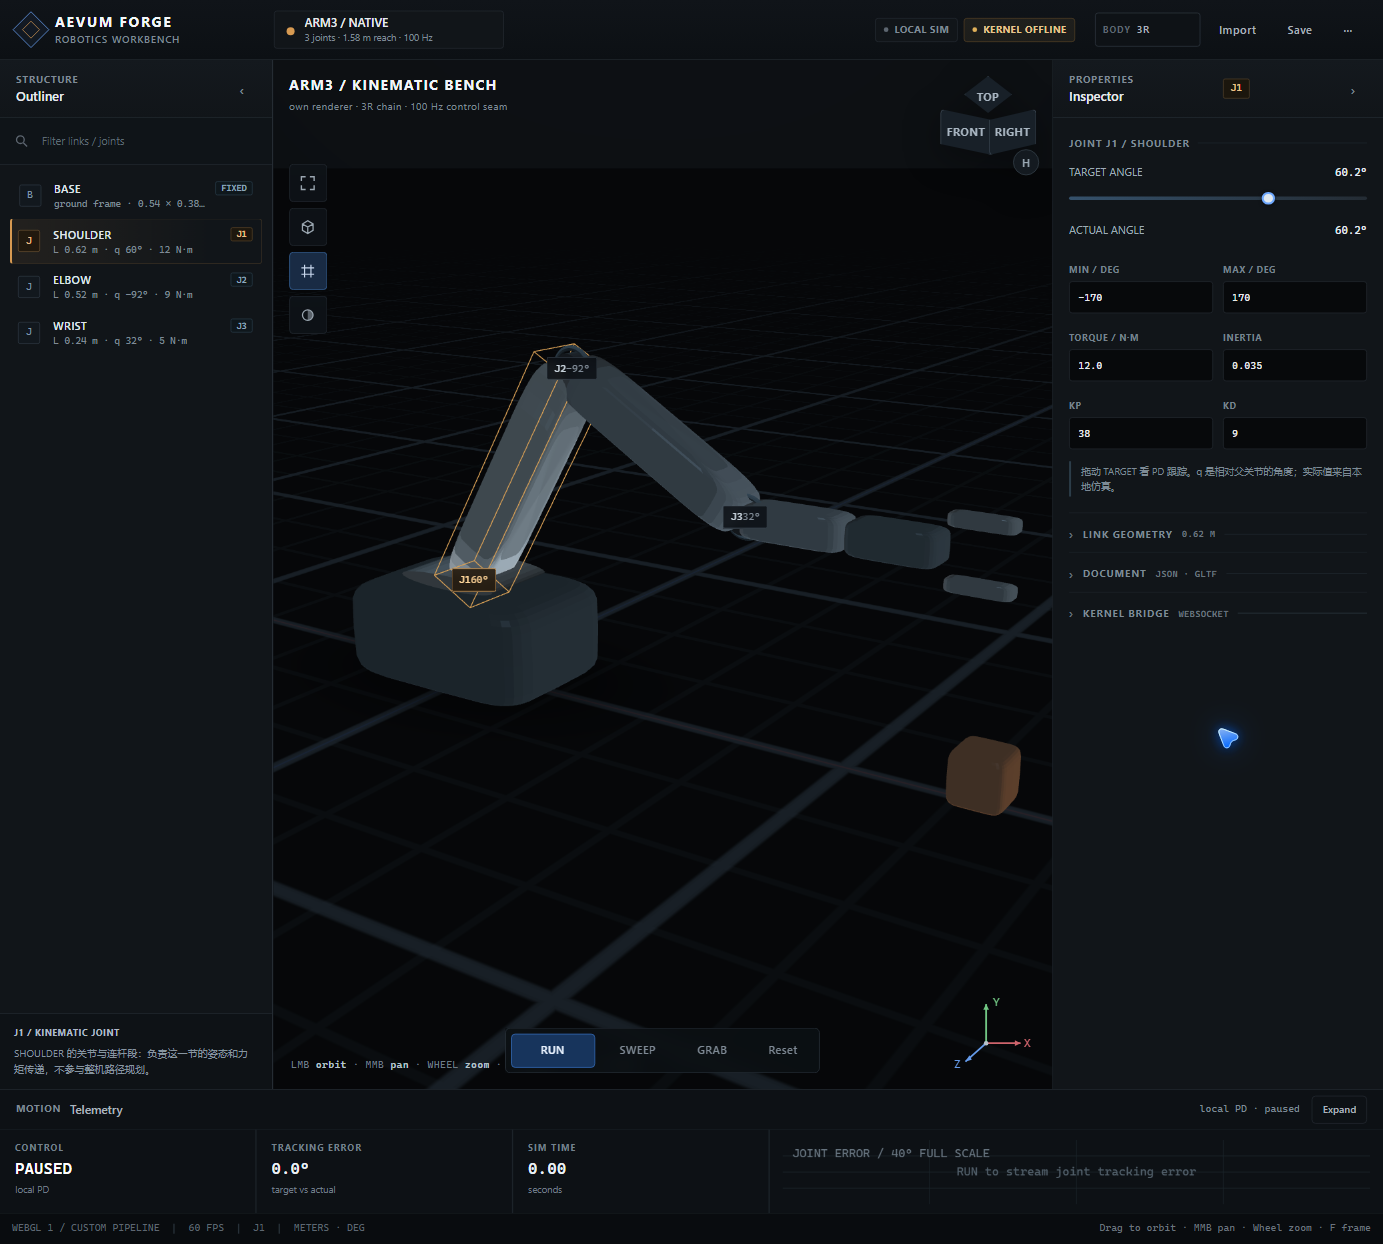 AEVUM FORGE
ROBOTICS WORKBENCH
ARM3 / NATIVE
3 joints · 1.58 m reach · 100 Hz
LOCAL SIM
KERNEL OFFLINE
BODY 3R
Import
Save
···
STRUCTURE
Outliner
‹
Filter links / joints
B
BASE
FIXED
ground frame · 0.54 × 0.38…
J
SHOULDER
J1
L 0.62 m · q 60° · 12 N·m
J
ELBOW
J2
L 0.52 m · q −92° · 9 N·m
J
WRIST
J3
L 0.24 m · q 32° · 5 N·m
J1 / KINEMATIC JOINT
SHOULDER 的关节与连杆段：负责这一节的姿态和力
矩传递，不参与整机路径规划。
ARM3 / KINEMATIC BENCH
own renderer · 3R chain · 100 Hz control seam
TOP
FRONT
RIGHT
H
J2−92°
J332°
J160°
Y
X
Z
LMB orbit · MMB pan · WHEEL zoom ·
RUN
SWEEP
GRAB
Reset
PROPERTIES
Inspector
J1
›
JOINT J1 / SHOULDER
TARGET ANGLE
60.2°
ACTUAL ANGLE
60.2°
MIN / DEG
MAX / DEG
−170
170
TORQUE / N·M
INERTIA
12.0
0.035
KP
KD
38
9
拖动 TARGET 看 PD 跟踪。q 是相对父关节的角度；实际值来自本
地仿真。
› LINK GEOMETRY 0.62 M
› DOCUMENT JSON · GLTF
› KERNEL BRIDGE WEBSOCKET
MOTION Telemetry
local PD · paused
Expand
CONTROL
PAUSED
local PD
TRACKING ERROR
0.0°
target vs actual
SIM TIME
0.00
seconds
JOINT ERROR / 40° FULL SCALE
RUN to stream joint tracking error
WEBGL 1 / CUSTOM PIPELINE | 60 FPS | J1 | METERS · DEG
Drag to orbit · MMB pan · Wheel zoom · F frame